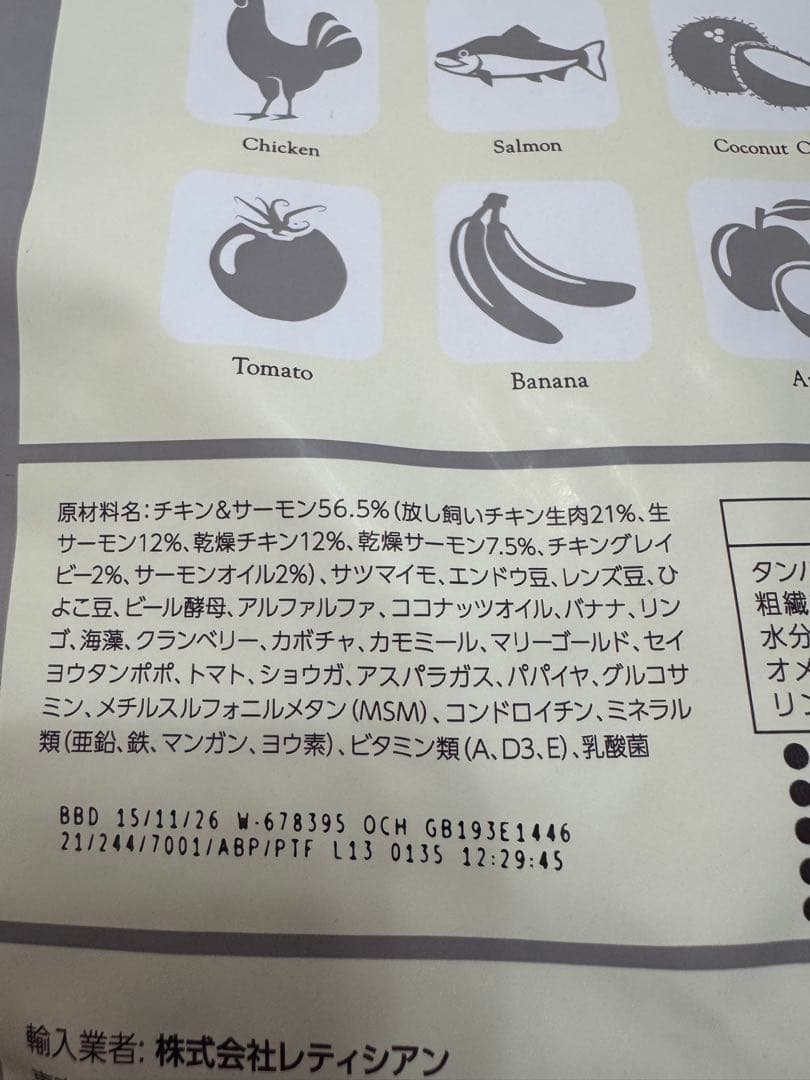 Chicken
Salmon
Coconut
Tomato
Banana
原材料名:チキン&サーモン56.5%(放し飼いチキン生肉21%、生
サーモン12%、乾燥チキン12%、乾燥サーモン7.5%、チキングレイ
ビー2%、サーモンオイル2%)、サツマイモ、エンドウ豆、レンズ豆、ひ
よこ豆、ビール酵母、アルファルファ、ココナッツオイル、バナナ、リン
ゴ、海藻、クランベリー、カボチャ、カモミール、マリーゴールド、セイ
ヨウタンポポ、トマト、ショウガ、アスパラガス、パパイヤ、グルコサ
ミン、メチルスルフォニルメタン(MSM)、コンドロイチン、ミネラル
類(亜鉛、鉄、マンガン、ヨウ素)、ビタミン類(A、D3、E)、乳酸菌
タン
粗繊
水分
オメ
リン
BBD 15/11/26 W-678395 OCH GB193E1446
21/244/7001/ABP/PTF L13 0135 12:29:45
輸入業者: 株式会社レティシアン